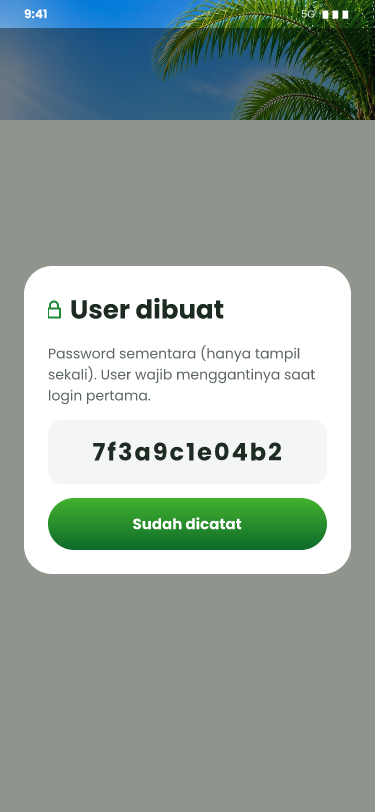 9:41
5G
User dibuat
Password sementara (hanya tampil
sekali). User wajib menggantinya saat
login pertama.
7f3a9c1e04b2
Sudah dicatat